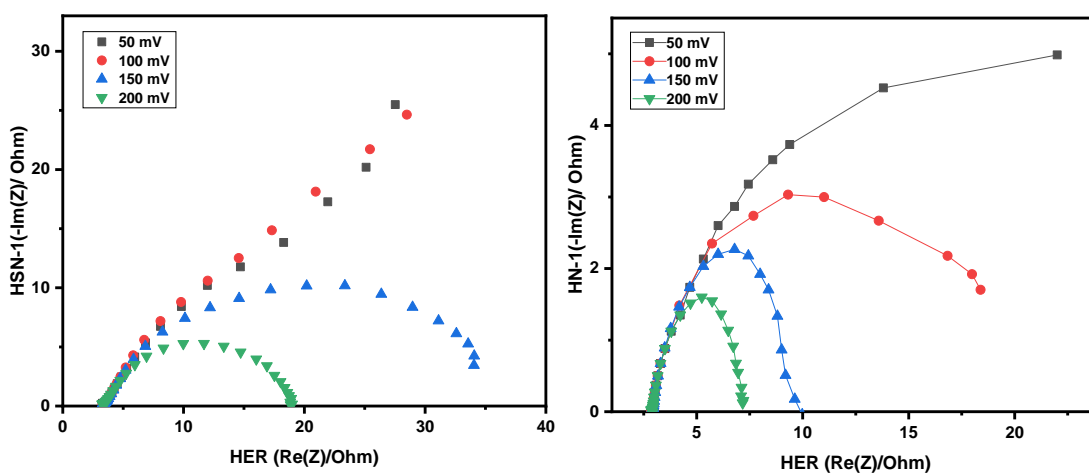 HSN-1(-Im(Z)/ Ohm)
30
20
10
0
50 mV
100 mV
150 mV
200 mV
0 10 20 30 40
HER (Re(Z)/Ohm)
HN-1(-Im(Z)/ Ohm)
4
2
0
50 mV
100 mV
150 mV
200 mV
5 10 15 20
HER (Re(Z)/Ohm)